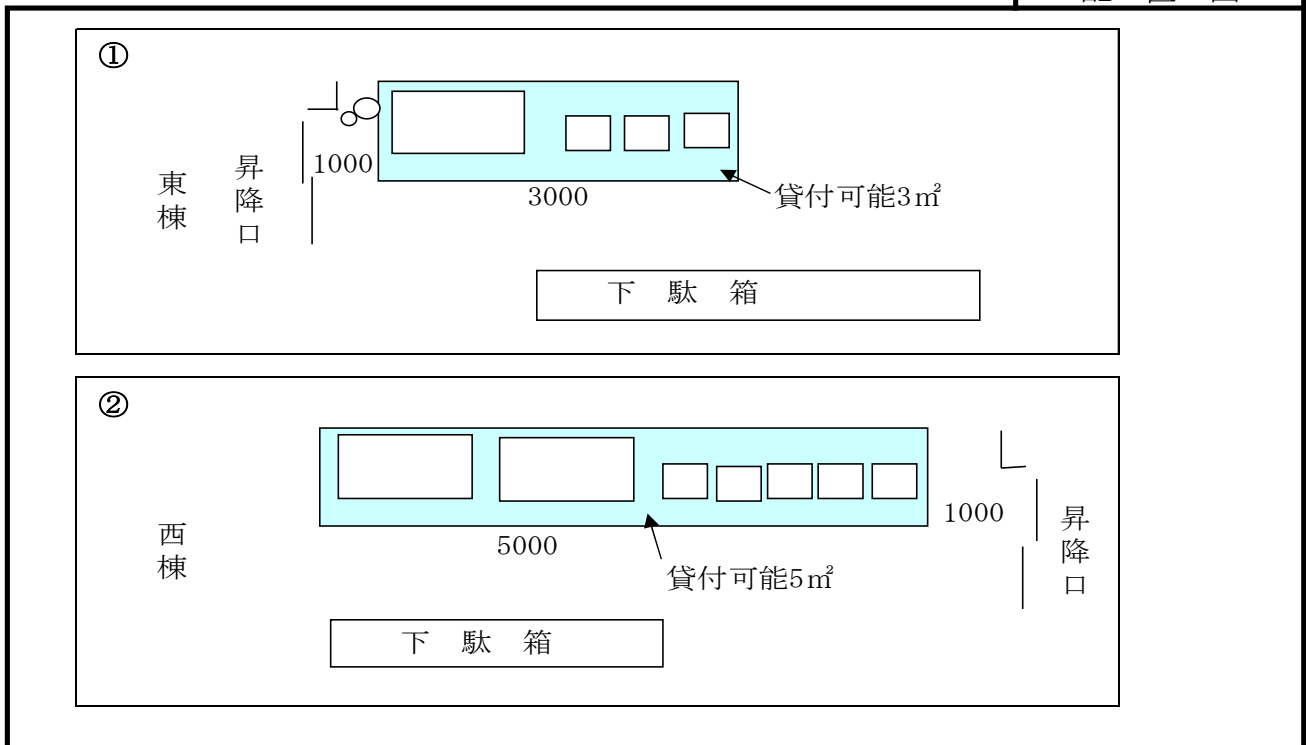 ①
東棟
昇降口
1000
3000
貸付可能3㎡
下 駄 箱
②
西棟
5000
1000
昇降口
貸付可能5㎡
下 駄 箱